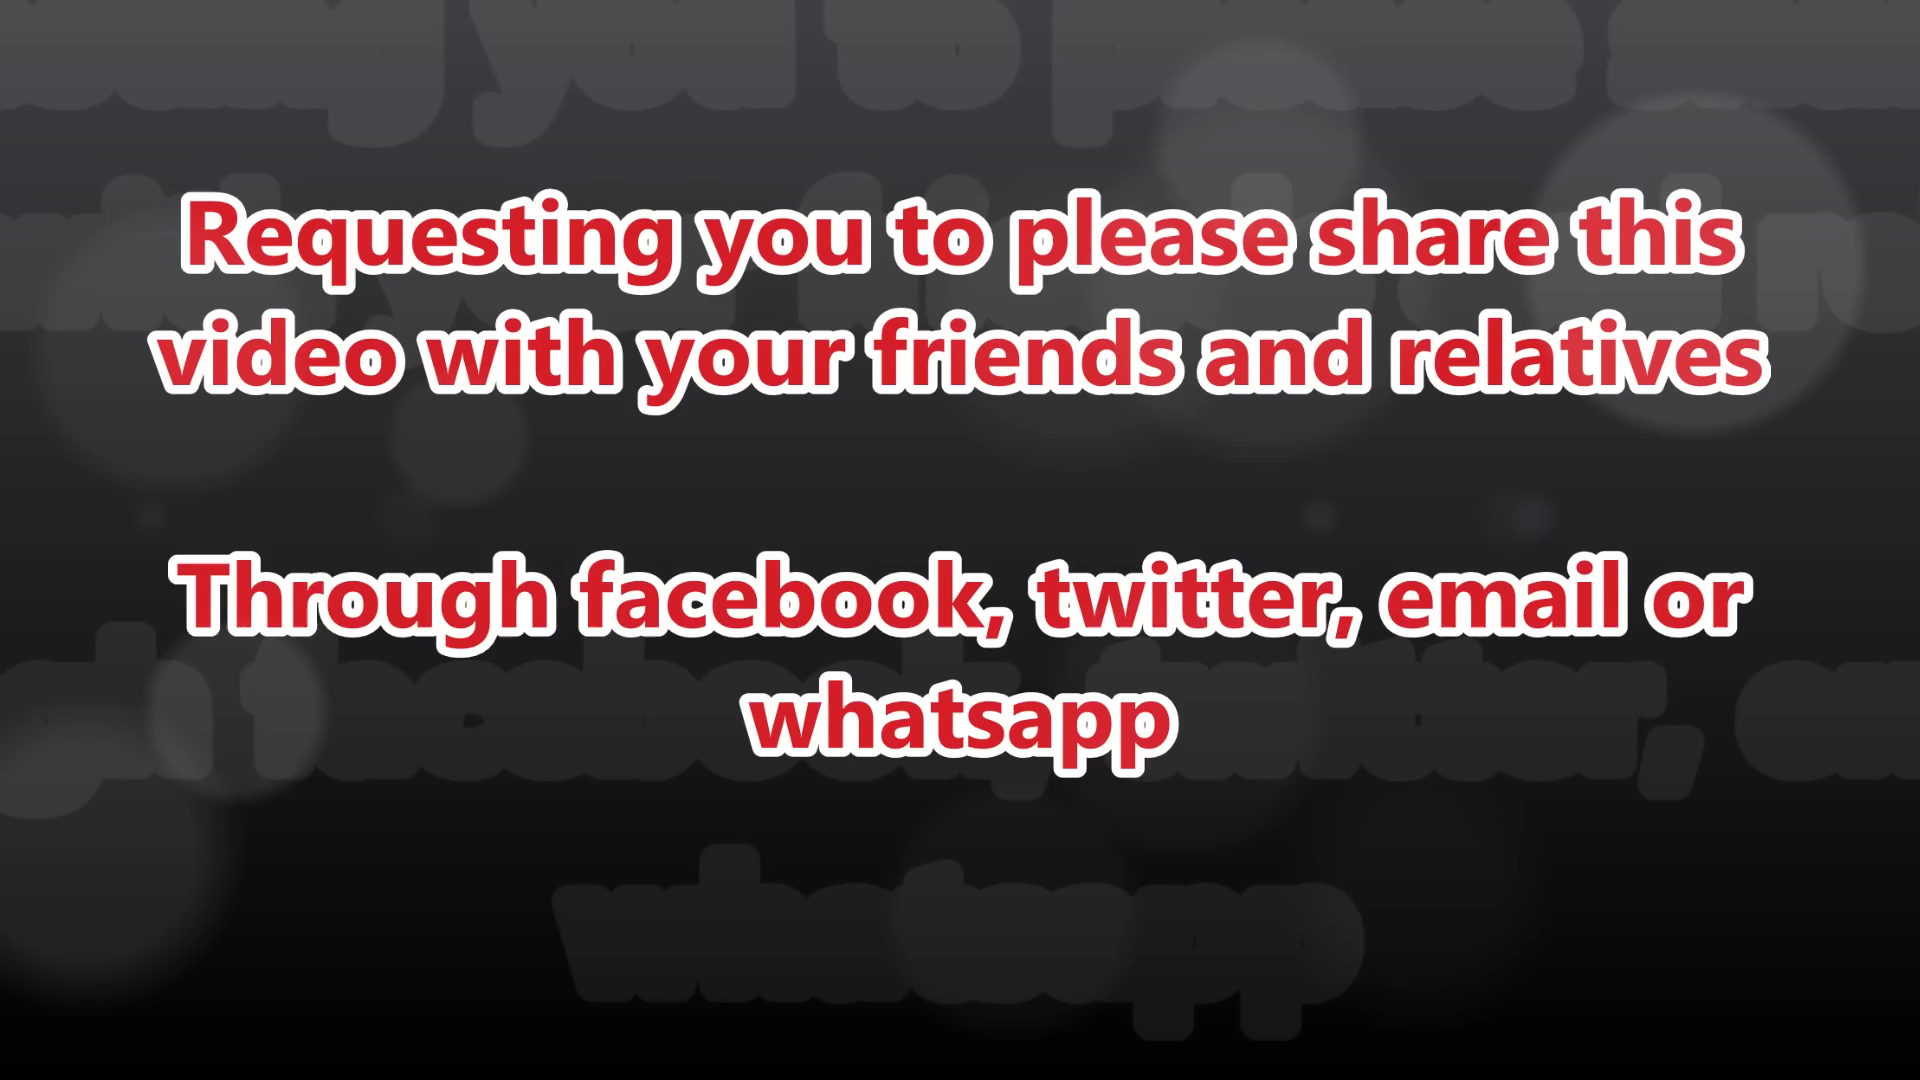 Requesting you to please share this
video with your friends and relatives
Through facebook, twitter, email or
whatsapp